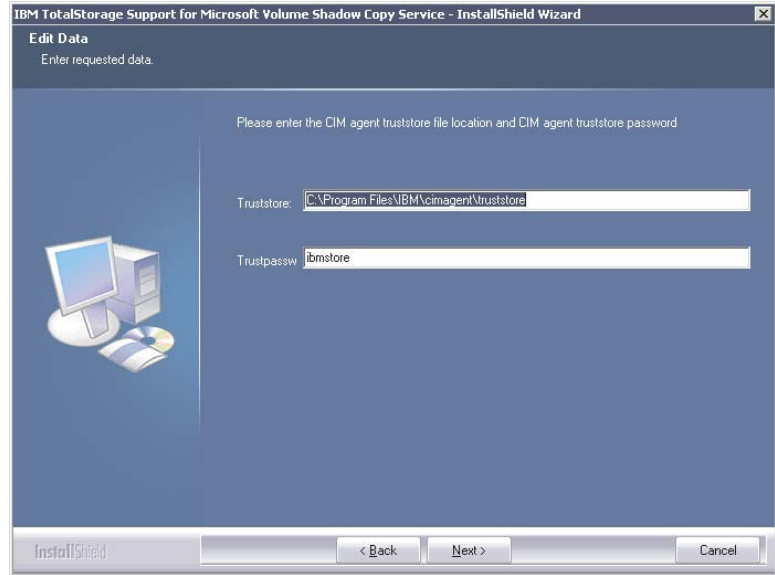 IBM TotalStorage Support for Microsoft Volume Shadow Copy Service - InstallShield Wizard
Edit Data
Enter requested data.
Please enter the CIM agent truststore file location and CIM agent truststore password
Truststore: C:\Program Files\IBM\cimagent\truststore
Trustpassw ibmstore
InstallShield
< Back Next > Cancel